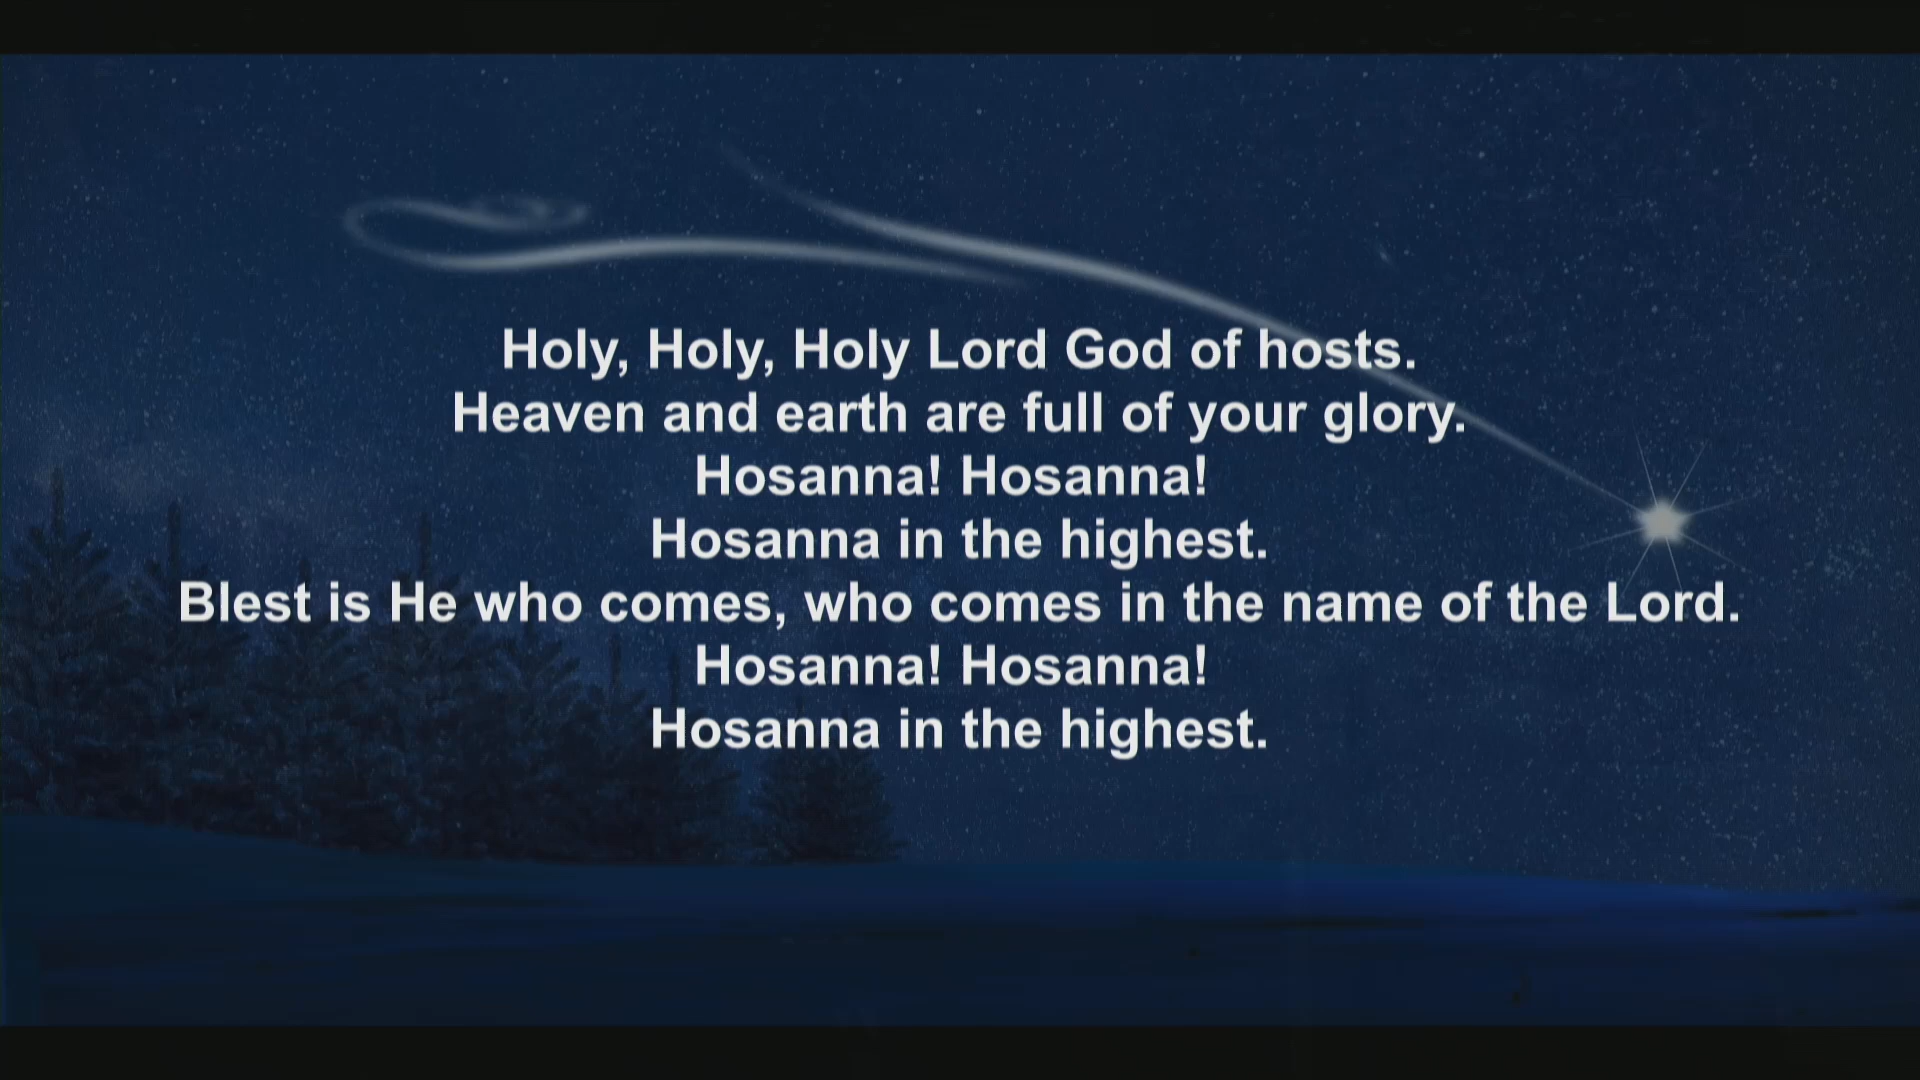 Holy, Holy, Holy Lord God of hosts.
Heaven and earth are full of your glory.
Hosanna! Hosanna!
Hosanna in the highest.
Blest is He who comes, who comes in the name of the Lord.
Hosanna! Hosanna!
Hosanna in the highest.